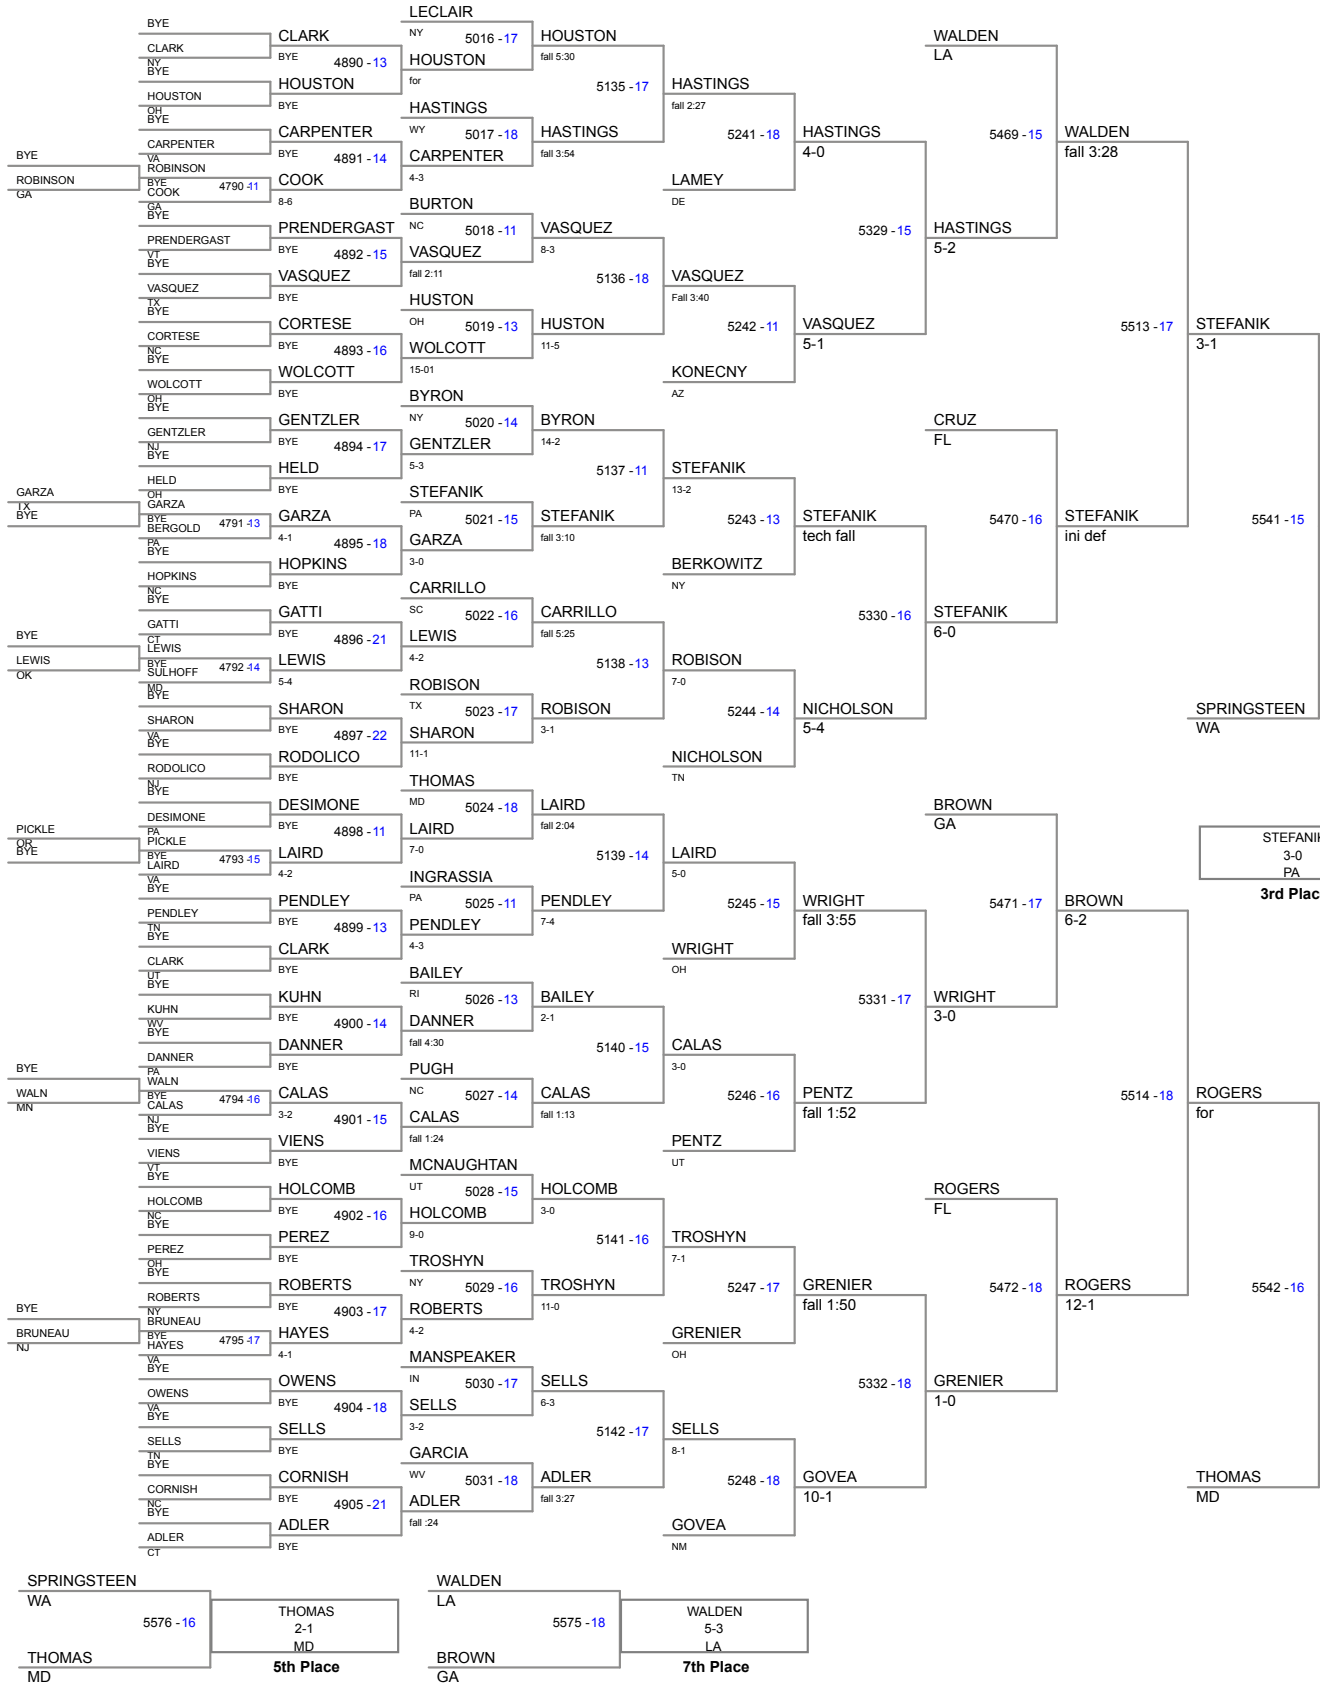 BYE
ROBINSON
GA
GARZA
TX
BYE
BYE
LEWIS
OK
PICKLE
OR
BYE
BYE
WALN
MN
BYE
BRUNEAU
NJ
BYE
CLARK
NY
BYE
HOUSTON
OH
BYE
CARPENTER
VA
ROBINSON
BYE
4790 -11
COOK
GA
BYE
PRENDERGAST
VT
BYE
VASQUEZ
TX
BYE
CORTESE
NC
BYE
WOLCOTT
OH
BYE
GENTZLER
NJ
BYE
HELD
OH
GARZA
BYE
4791 -13
BERGOLD
PA
BYE
HOPKINS
NC
BYE
GATTI
CT
LEWIS
BYE
4792 -14
SULHOFF
MD
BYE
SHARON
VA
BYE
RODOLICO
NJ
BYE
DESIMONE
PA
PICKLE
BYE
4793 -15
LAIRD
VA
BYE
PENDLEY
TN
BYE
CLARK
UT
BYE
KUHN
WV
BYE
DANNER
PA
WALN
BYE
4794 -16
CALAS
NJ
BYE
VIENS
VT
BYE
HOLCOMB
NC
BYE
PEREZ
OH
BYE
ROBERTS
NY
BRUNEAU
BYE
4795 -17
HAYES
VA
BYE
OWENS
VA
BYE
SELLS
TN
BYE
CORNISH
NC
BYE
ADLER
CT
CLARK
BYE
4890 -13
HOUSTON
BYE
CARPENTER
BYE
4891 -14
COOK
8-6
PRENDERGAST
BYE
4892 -15
VASQUEZ
BYE
CORTESE
BYE
4893 -16
WOLCOTT
BYE
GENTZLER
BYE
4894 -17
HELD
BYE
GARZA
4-1
4895 -18
HOPKINS
BYE
GATTI
BYE
4896 -21
LEWIS
5-4
SHARON
BYE
4897 -22
RODOLICO
BYE
DESIMONE
BYE
4898 -11
LAIRD
4-2
PENDLEY
BYE
4899 -13
CLARK
BYE
KUHN
BYE
4900 -14
DANNER
BYE
CALAS
3-2
4901 -15
VIENS
BYE
HOLCOMB
BYE
4902 -16
PEREZ
BYE
ROBERTS
BYE
4903 -17
HAYES
4-1
OWENS
BYE
4904 -18
SELLS
BYE
CORNISH
BYE
4905 -21
ADLER
BYE
LECLAIR
NY
5016 -17
HOUSTON
for
HASTINGS
WY
5017 -18
CARPENTER
4-3
BURTON
NC
5018 -11
VASQUEZ
fall 2:11
HUSTON
OH
5019 -13
WOLCOTT
15-01
BYRON
NY
5020 -14
GENTZLER
5-3
STEFANIK
PA
5021 -15
GARZA
3-0
CARRILLO
SC
5022 -16
LEWIS
4-2
ROBISON
TX
5023 -17
SHARON
11-1
THOMAS
MD
5024 -18
LAIRD
7-0
INGRASSIA
PA
5025 -11
PENDLEY
4-3
BAILEY
RI
5026 -13
DANNER
fall 4:30
PUGH
NC
5027 -14
CALAS
fall 1:24
MCNAUGHTAN
UT
5028 -15
HOLCOMB
9-0
TROSHYN
NY
5029 -16
ROBERTS
4-2
MANSPEAKER
IN
5030 -17
SELLS
3-2
GARCIA
WV
5031 -18
ADLER
fall :24
HOUSTON
fall 5:30
5135 -17
HASTINGS
fall 3:54
VASQUEZ
8-3
5136 -18
HUSTON
11-5
BYRON
14-2
5137 -11
STEFANIK
fall 3:10
CARRILLO
fall 5:25
5138 -13
ROBISON
3-1
LAIRD
fall 2:04
5139 -14
PENDLEY
7-4
BAILEY
2-1
5140 -15
CALAS
fall 1:13
HOLCOMB
3-0
5141 -16
TROSHYN
11-0
SELLS
6-3
5142 -17
ADLER
fall 3:27
HASTINGS
fall 2:27
5241 -18
LAMEY
DE
VASQUEZ
Fall 3:40
5242 -11
KONECNY
AZ
STEFANIK
13-2
5243 -13
BERKOWITZ
NY
ROBISON
7-0
5244 -14
NICHOLSON
TN
LAIRD
5-0
5245 -15
WRIGHT
OH
CALAS
3-0
5246 -16
PENTZ
UT
TROSHYN
7-1
5247 -17
GRENIER
OH
SELLS
8-1
5248 -18
GOVEA
NM
HASTINGS
4-0
5329 -15
VASQUEZ
5-1
STEFANIK
tech fall
5330 -16
NICHOLSON
5-4
WRIGHT
fall 3:55
5331 -17
PENTZ
fall 1:52
GRENIER
fall 1:50
5332 -18
GOVEA
10-1
WALDEN
LA
5469 -15
HASTINGS
5-2
CRUZ
FL
5470 -16
STEFANIK
6-0
BROWN
GA
5471 -17
WRIGHT
3-0
ROGERS
FL
5472 -18
GRENIER
1-0
WALDEN
fall 3:28
5513 -17
STEFANIK
ini def
BROWN
6-2
5514 -18
ROGERS
12-1
STEFANIK
3-1
5541 -15
SPRINGSTEEN
WA
STEFANIK
3-0
PA
3rd Plac
ROGERS
for
5542 -16
THOMAS
MD
SPRINGSTEEN
WA
5576 -16
THOMAS
MD
THOMAS
2-1
MD
5th Place
WALDEN
LA
5575 -18
BROWN
GA
WALDEN
5-3
LA
7th Place